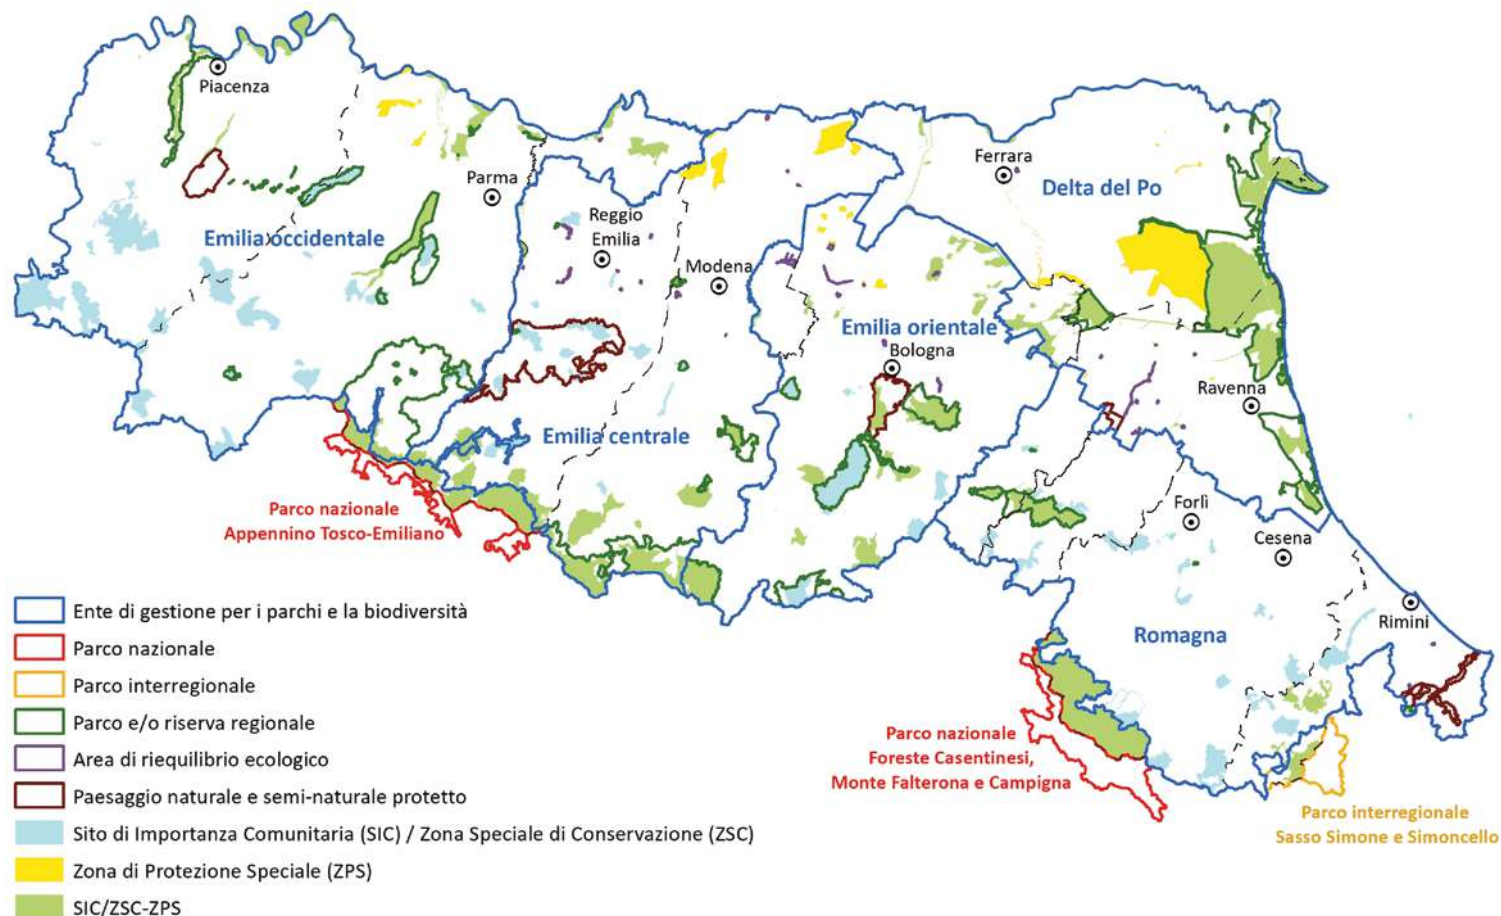 Piacenza
Parma
Ferrara
Delta del Po
Reggio
Emilia
Emilia occidentale
Modena
Emilia orientale
Bologna
Ravenna
Emilia centrale
Parco nazionale
Appennino Tosco-Emiliano
Forlì
Cesena
Rimini
Romagna
Parco nazionale
Foreste Casentinesi,
Monte Falterona e Campigna
Parco interregionale
Sasso Simone e Simoncello
Ente di gestione per i parchi e la biodiversità
Parco nazionale
Parco interregionale
Parco e/o riserva regionale
Area di riequilibrio ecologico
Paesaggio naturale e semi-naturale protetto
Sito di Importanza Comunitaria (SIC) / Zona Speciale di Conservazione (ZSC)
Zona di Protezione Speciale (ZPS)
SIC/ZSC-ZPS